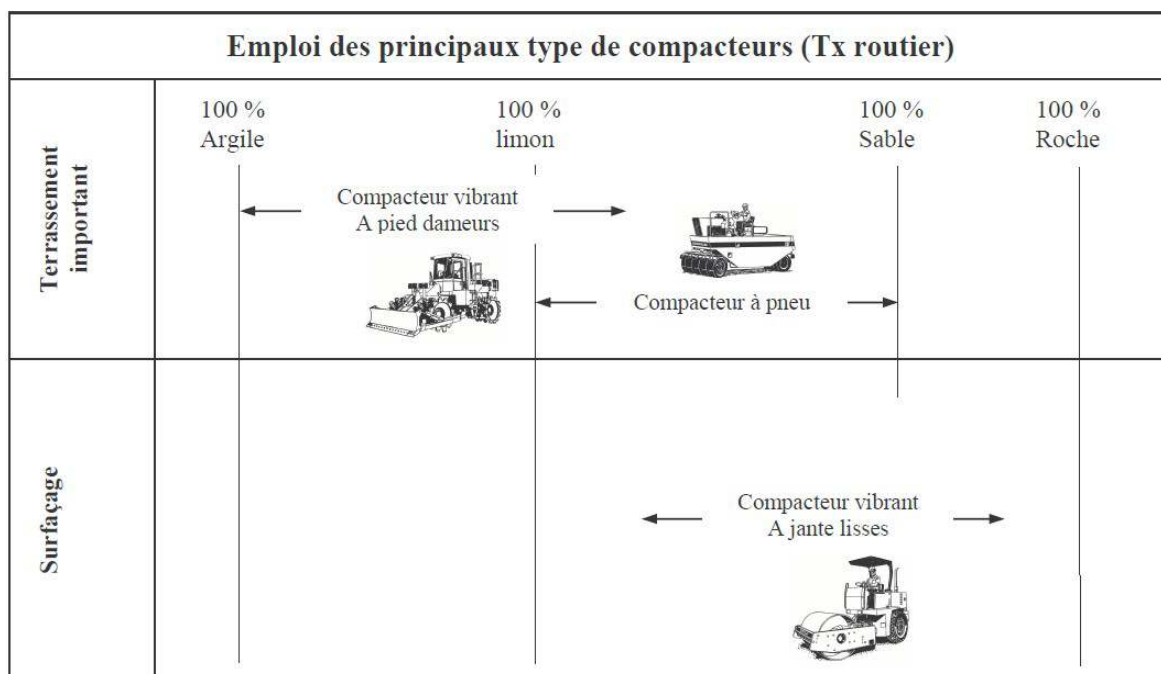 Emploi des principaux type de compacteurs (Tx routier)
Terrassement
important
100 %
Argile
100 %
limon
100 %
Sable
100 %
Roche
Compacteur vibrant
A pied dameurs
Compacteur à pneu
Surfaçage
Compacteur vibrant
A jante lisses